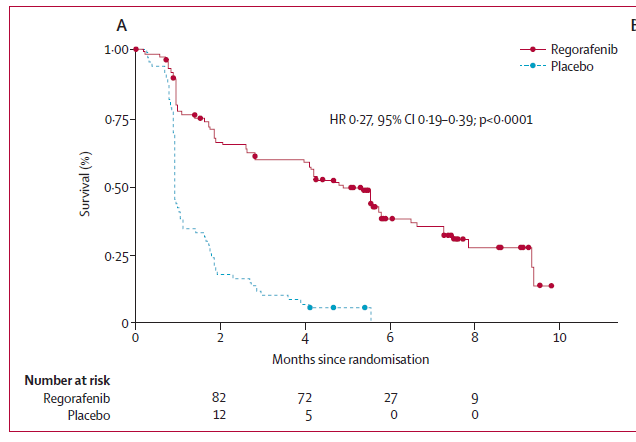 A
B
1·00
Regorafenib
Placebo
HR 0·27, 95% CI 0·19–0·39; p<0·0001
0·75
Survival (%)
0·50
0·25
0
0 2 4 6 8 10
Months since randomisation
Number at risk
Regorafenib 82 72 27 9
Placebo 12 5 0 0